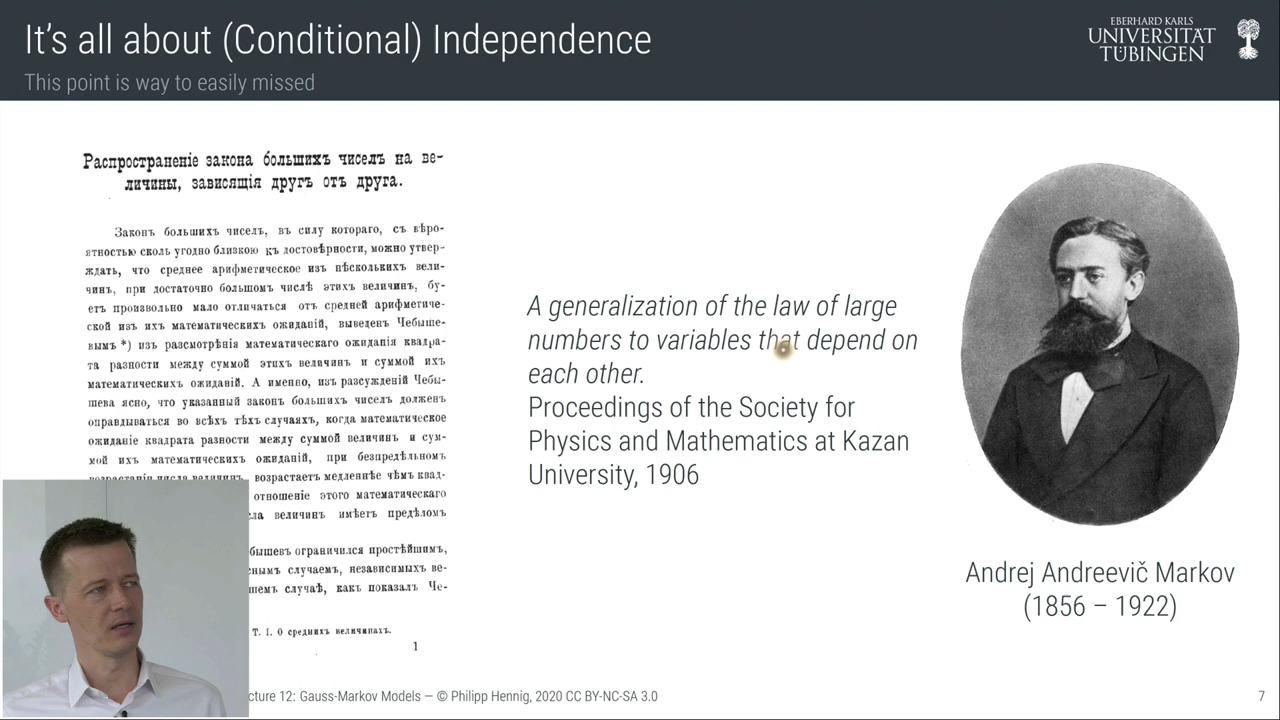 It's all about (Conditional) Independence
This point is way to easily missed
EBERHARD KARLS
UNIVERSITÄT
TÜBINGEN
Распространеніе закона большихъ чиселъ на ве-
личины, зависящія другъ отъ друга.
Законъ большихъ чиселъ, въ силу котораго, съ вѣро-
ятностью сколь угодно близкою къ достовѣрности, можно утвер-
ждать, что среднее арифметическое изъ нѣсколькихъ вели-
чинъ, при достаточно большомъ числѣ этихъ величинъ, бу-
етъ произвольно мало отличаться отъ средней арифметиче-
ской изъ ихъ математическихъ ожиданій, выведенъ Чебыше-
вымъ *) изъ разсмотрѣнія математическаго ожиданія квадра-
та разности между суммой этихъ величинъ и суммой ихъ
математическихъ ожиданій. А именно, изъ разсужденій Чебы-
шева ясно, что указанный законъ большихъ чиселъ долженъ
оправдываться во всѣхъ тѣхъ случаяхъ, когда математическое
ожиданіе квадрата разности между суммой величинъ и сум-
мой ихъ математическихъ ожиданій, при безпредѣльномъ
возрастаніи числа величинъ, возрастаетъ медленнѣе чѣмъ квад-
отношеніе этого математическаго
величинъ имѣетъ предѣломъ
бышевъ ограничился простѣйшимъ,
случаемъ, независимыхъ ве-
случаѣ, какъ показалъ Че-
Т. I. О среднихъ величинахъ.
1
A generalization of the law of large
numbers to variables that depend on
each other.
Proceedings of the Society for
Physics and Mathematics at Kazan
University, 1906
Andrej Andreevič Markov
(1856 – 1922)
cture 12: Gauss-Markov Models — © Philipp Hennig, 2020 CC BY-NC-SA 3.0
7